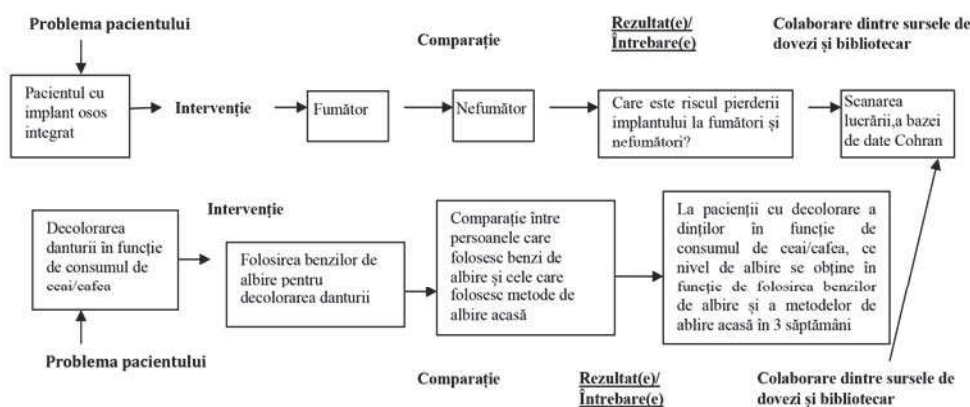 Problema pacientului
Comparație
Rezultat(e)/
Întrebare(e)
Colaborare dintre sursele de
dovezi și bibliotecar
Pacientul cu
implant osos
integrat
Intervenție
Fumător
Nefumător
Care este riscul pierderii
implantului la fumători și
nefumători?
Scanarea
lucrării,a bazei
de date Cohran
Decolorarea
danturii în funcție
de consumul de
ceai/cafea
Intervenție
Folosirea benzilor de
albire pentru
decolorarea danturii
Comparație între
persoanele care
folosesc benzi de
albire și cele care
folosesc metode de
albire acasă
La pacienții cu decolorare a
dinților în funcție de
consumul de ceai/cafea, ce
nivel de albire se obține în
funcție de folosirea benzilor
de albire și a metodelor de
ablire acasă în 3 săptămâni
Problema pacientului
Comparație
Rezultat(e)/
Întrebare(e)
Colaborare dintre sursele de
dovezi și bibliotecar